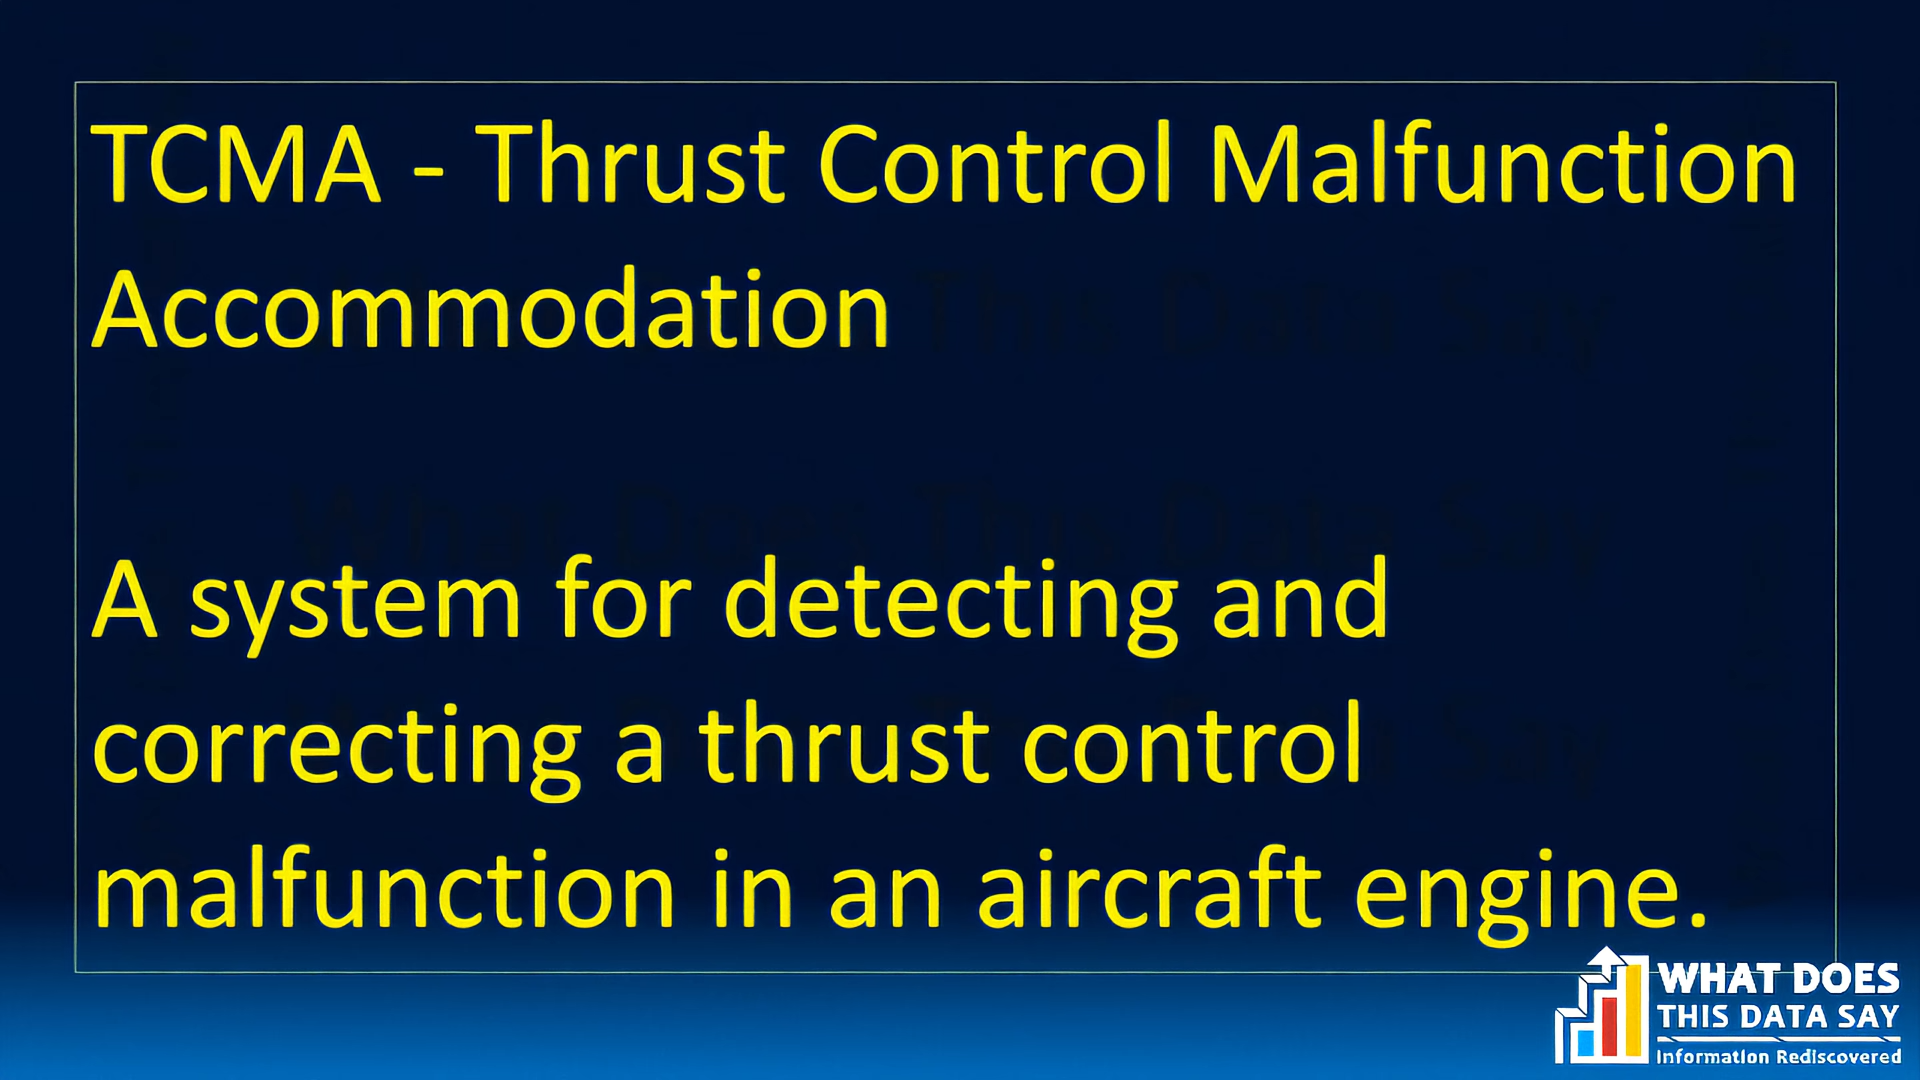 TCMA - Thrust Control Malfunction
Accommodation
A system for detecting and
correcting a thrust control
malfunction in an aircraft engine.
WHAT DOES
THIS DATA SAY
Information Rediscovered